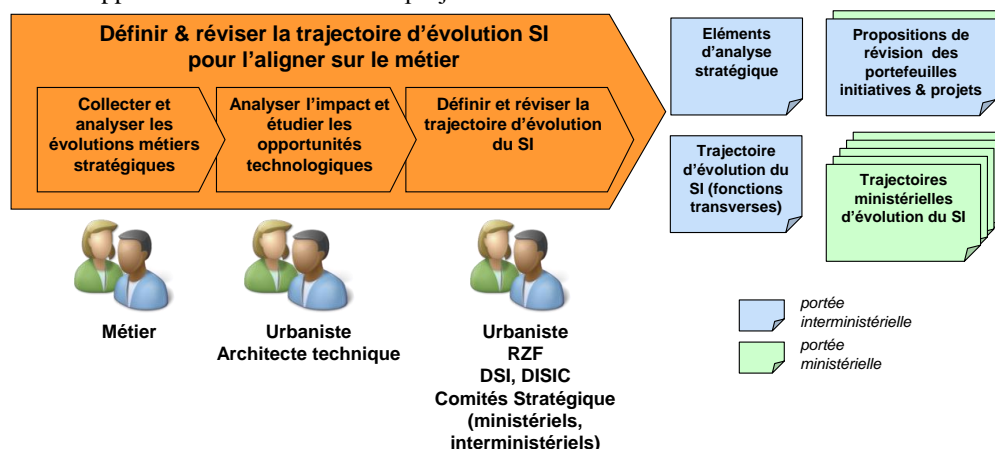 Définir & réviser la trajectoire d'évolution SI
pour l'aligner sur le métier
Collecter et
analyser les
évolutions métiers
stratégiques
Analyser l'impact et
étudier les
opportunités
technologiques
Définir et réviser la
trajectoire d'évolution
du SI
Eléments
d'analyse
stratégique
Propositions de
révision des
portefeuilles
initiatives & projets
Trajectoire
d'évolution du
SI (fonctions
transverses)
Trajectoires
ministérielles
d'évolution du SI
Métier
Urbaniste
Architecte technique
Urbaniste
RZF
DSI, DISIC
Comités Stratégique
(ministériels,
interministériels)
portée
interministérielle
portée
ministérielle